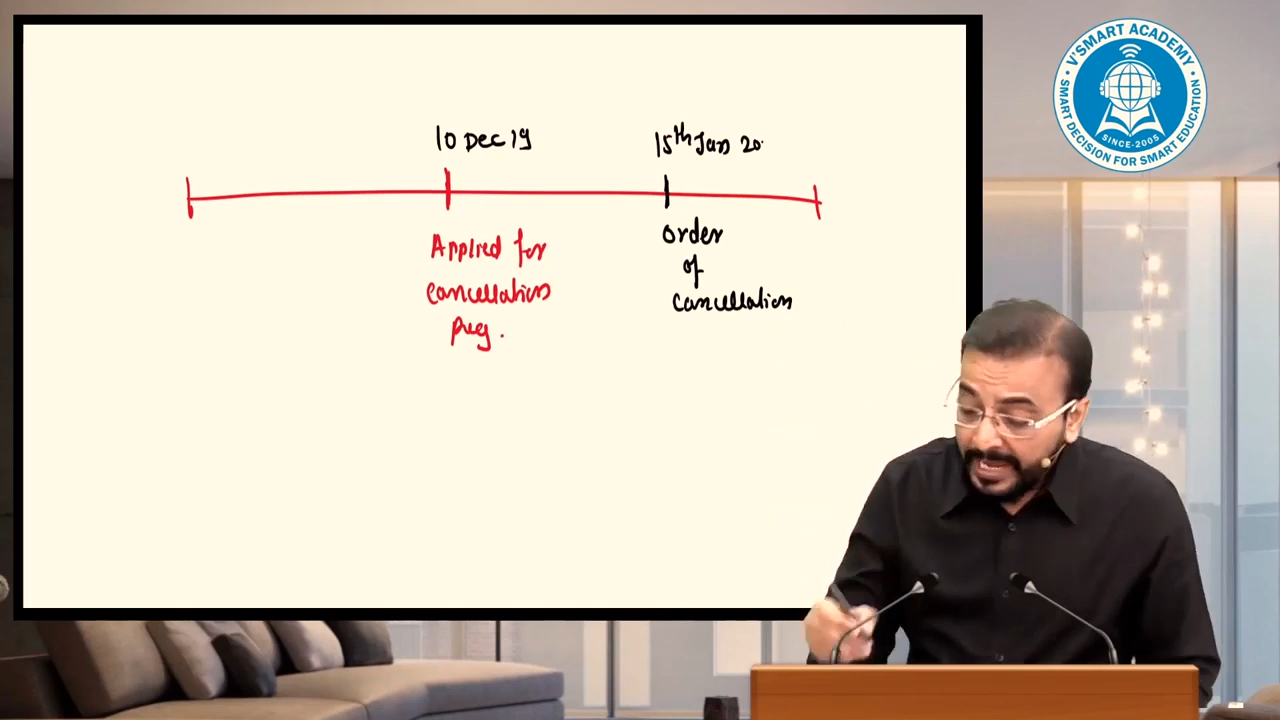 10 Dec 19
15th Jan 20
Applied for
cancellation
Reg.
order
of
cancellation
V'SMART ACADEMY
SMART DECISION FOR SMART EDUCATION
SINCE-2005